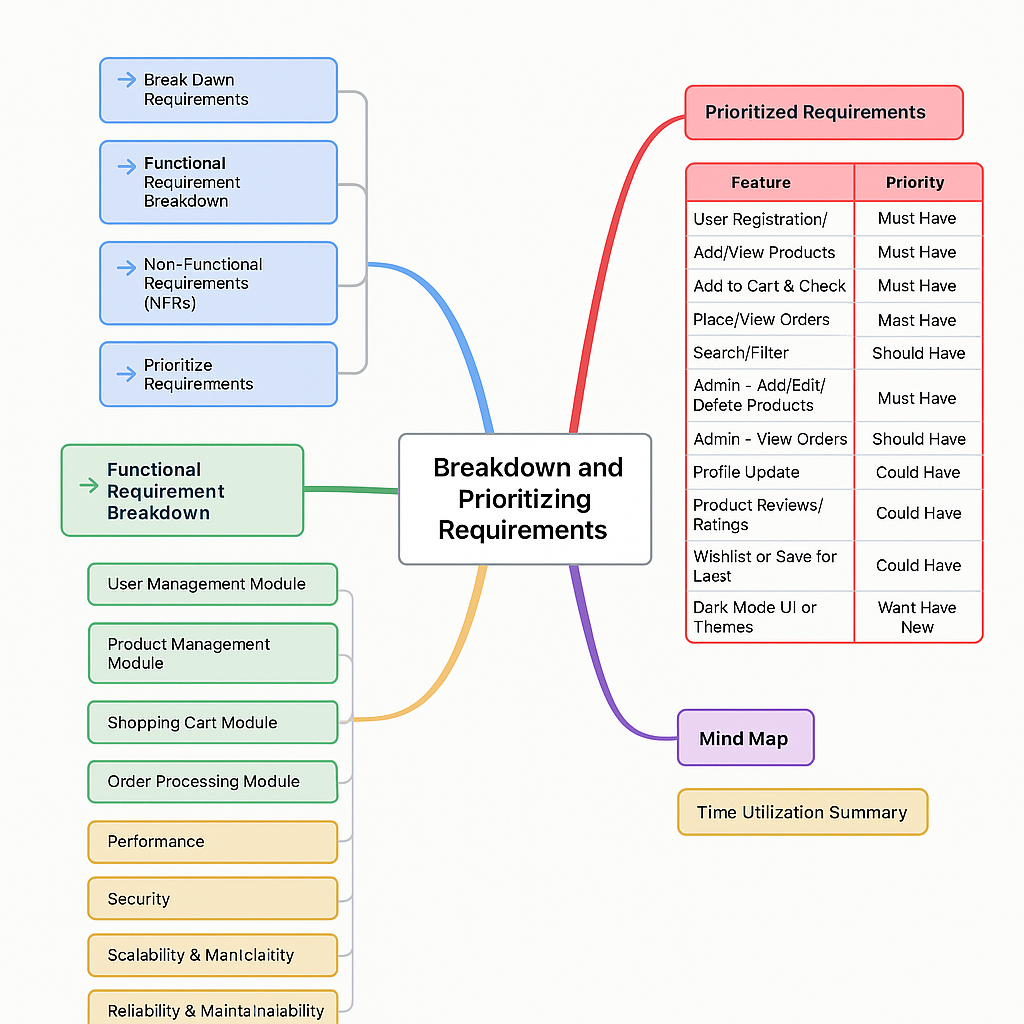 Break Dawn
Requirements
Functional
Requirement
Breakdown
Non-Functional
Requirements
(NFRs)
Prioritize
Requirements
Functional
Requirement
Breakdown
User Management Module
Product Management
Module
Shopping Cart Module
Order Processing Module
Performance
Security
Scalability & Manīclaitity
Reliability & Maintaīnalability
Breakdown and
Prioritizing
Requirements
Prioritized Requirements
Feature Priority
User Registration/ Must Have
Add/View Products Must Have
Add to Cart & Check Must Have
Place/View Orders Mast Have
Search/Filter Should Have
Admin - Add/Edit/
Defete Products Must Have
Admin - View Orders Should Have
Profile Update Could Have
Product Reviews/
Ratings Could Have
Wishlist or Save for
Laest Could Have
Dark Mode UI or Want Have
Themes New
Mind Map
Time Utilization Summary